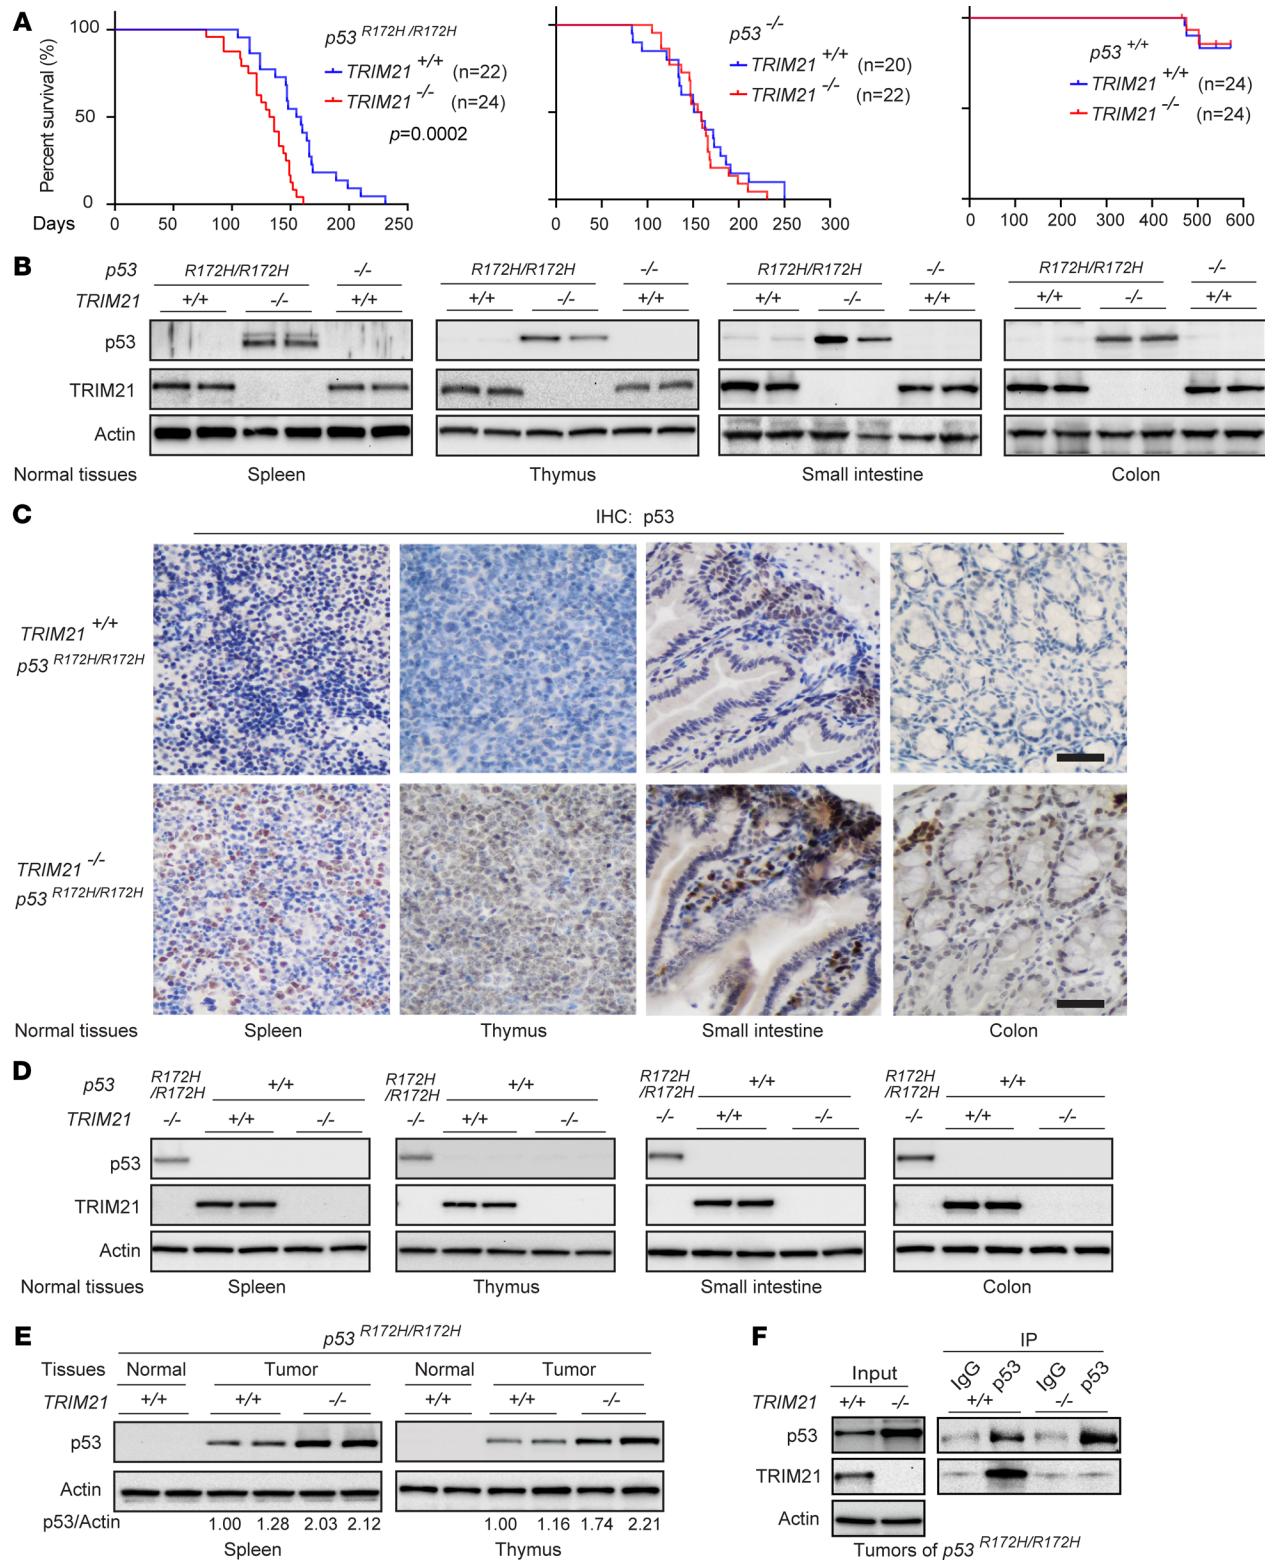 A
Percent survival (%)
100
50
0
Days
0 50 100 150 200 250
p53 R172H /R172H
TRIM21 +/+ (n=22)
TRIM21 -/- (n=24)
p=0.0002
p53 -/-
TRIM21 +/+ (n=20)
TRIM21 -/- (n=22)
0 50 100 150 200 250 300
p53 +/+
TRIM21 +/+ (n=24)
TRIM21 -/- (n=24)
0 100 200 300 400 500 600
B
p53 R172H/R172H -/- R172H/R172H -/- R172H/R172H -/- R172H/R172H -/-
TRIM21 +/+ -/- +/+ +/+ -/- +/+ +/+ -/- +/+ +/+ -/- +/+
p53
TRIM21
Actin
Normal tissues Spleen Thymus Small intestine Colon
C
IHC: p53
TRIM21 +/+
p53 R172H/R172H
TRIM21 -/-
p53 R172H/R172H
Normal tissues Spleen Thymus Small intestine Colon
D
p53 R172H /R172H +/+ R172H /R172H +/+ R172H /R172H +/+ R172H /R172H +/+
TRIM21 -/- +/+ -/- -/- +/+ -/- -/- +/+ -/- -/- +/+ -/-
p53
TRIM21
Actin
Normal tissues Spleen Thymus Small intestine Colon
E
p53 R172H/R172H
Tissues Normal Tumor Normal Tumor
TRIM21 +/+ +/+ -/- +/+ +/+ -/-
p53
Actin
p53/Actin 1.00 1.28 2.03 2.12 1.00 1.16 1.74 2.21
Spleen Thymus
F
IP
Input IgG p53 IgG p53
TRIM21 +/+ -/- +/+ -/-
p53
TRIM21
Actin
Tumors of p53 R172H/R172H